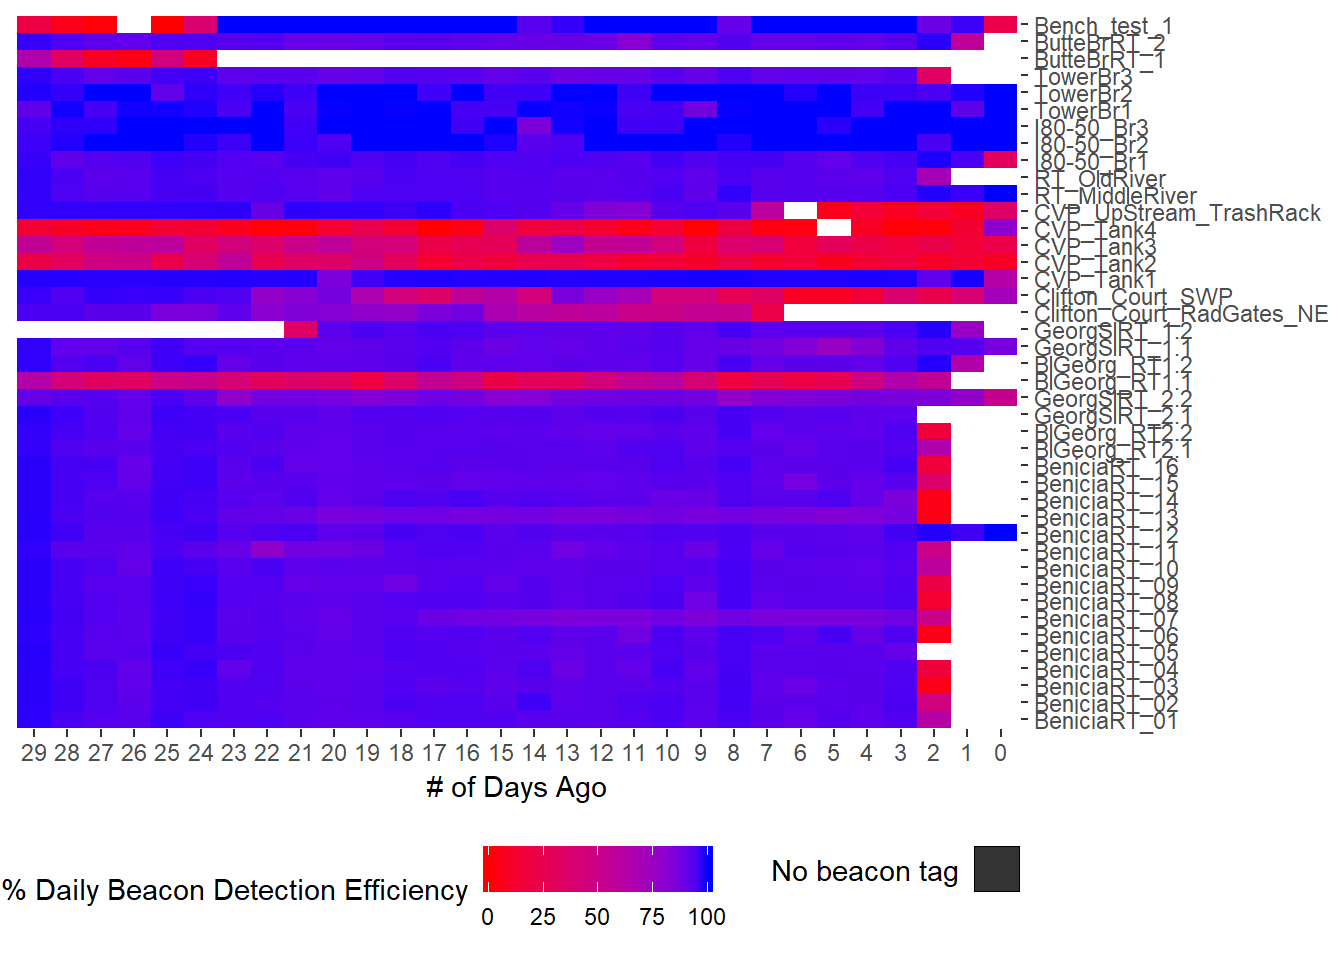 Bench_test_1
ButteBrRT_2
ButteBrRT_1
TowerBr3
TowerBr2
TowerBr1
I80-50_Br3
I80-50_Br2
I80-50_Br1
RT_OldRiver
RT_MiddleRiver
CVP_UpStream_TrashRack
CVP_Tank4
CVP_Tank3
CVP_Tank2
CVP_Tank1
Clifton_Court_SWP
Clifton_Court_RadGates_NE
GeorgSlRT_1.2
GeorgSlRT_1.1
BlGeorg_RT1.2
BlGeorg_RT1.1
GeorgSlRT_2.2
GeorgSlRT_2.1
BlGeorg_RT2.2
BlGeorg_RT2.1
BeniciaRT_16
BeniciaRT_15
BeniciaRT_14
BeniciaRT_13
BeniciaRT_12
BeniciaRT_11
BeniciaRT_10
BeniciaRT_09
BeniciaRT_08
BeniciaRT_07
BeniciaRT_06
BeniciaRT_05
BeniciaRT_04
BeniciaRT_03
BeniciaRT_02
BeniciaRT_01
29 28 27 26 25 24 23 22 21 20 19 18 17 16 15 14 13 12 11 10 9 8 7 6 5 4 3 2 1 0
# of Days Ago
% Daily Beacon Detection Efficiency
0 25 50 75 100
No beacon tag